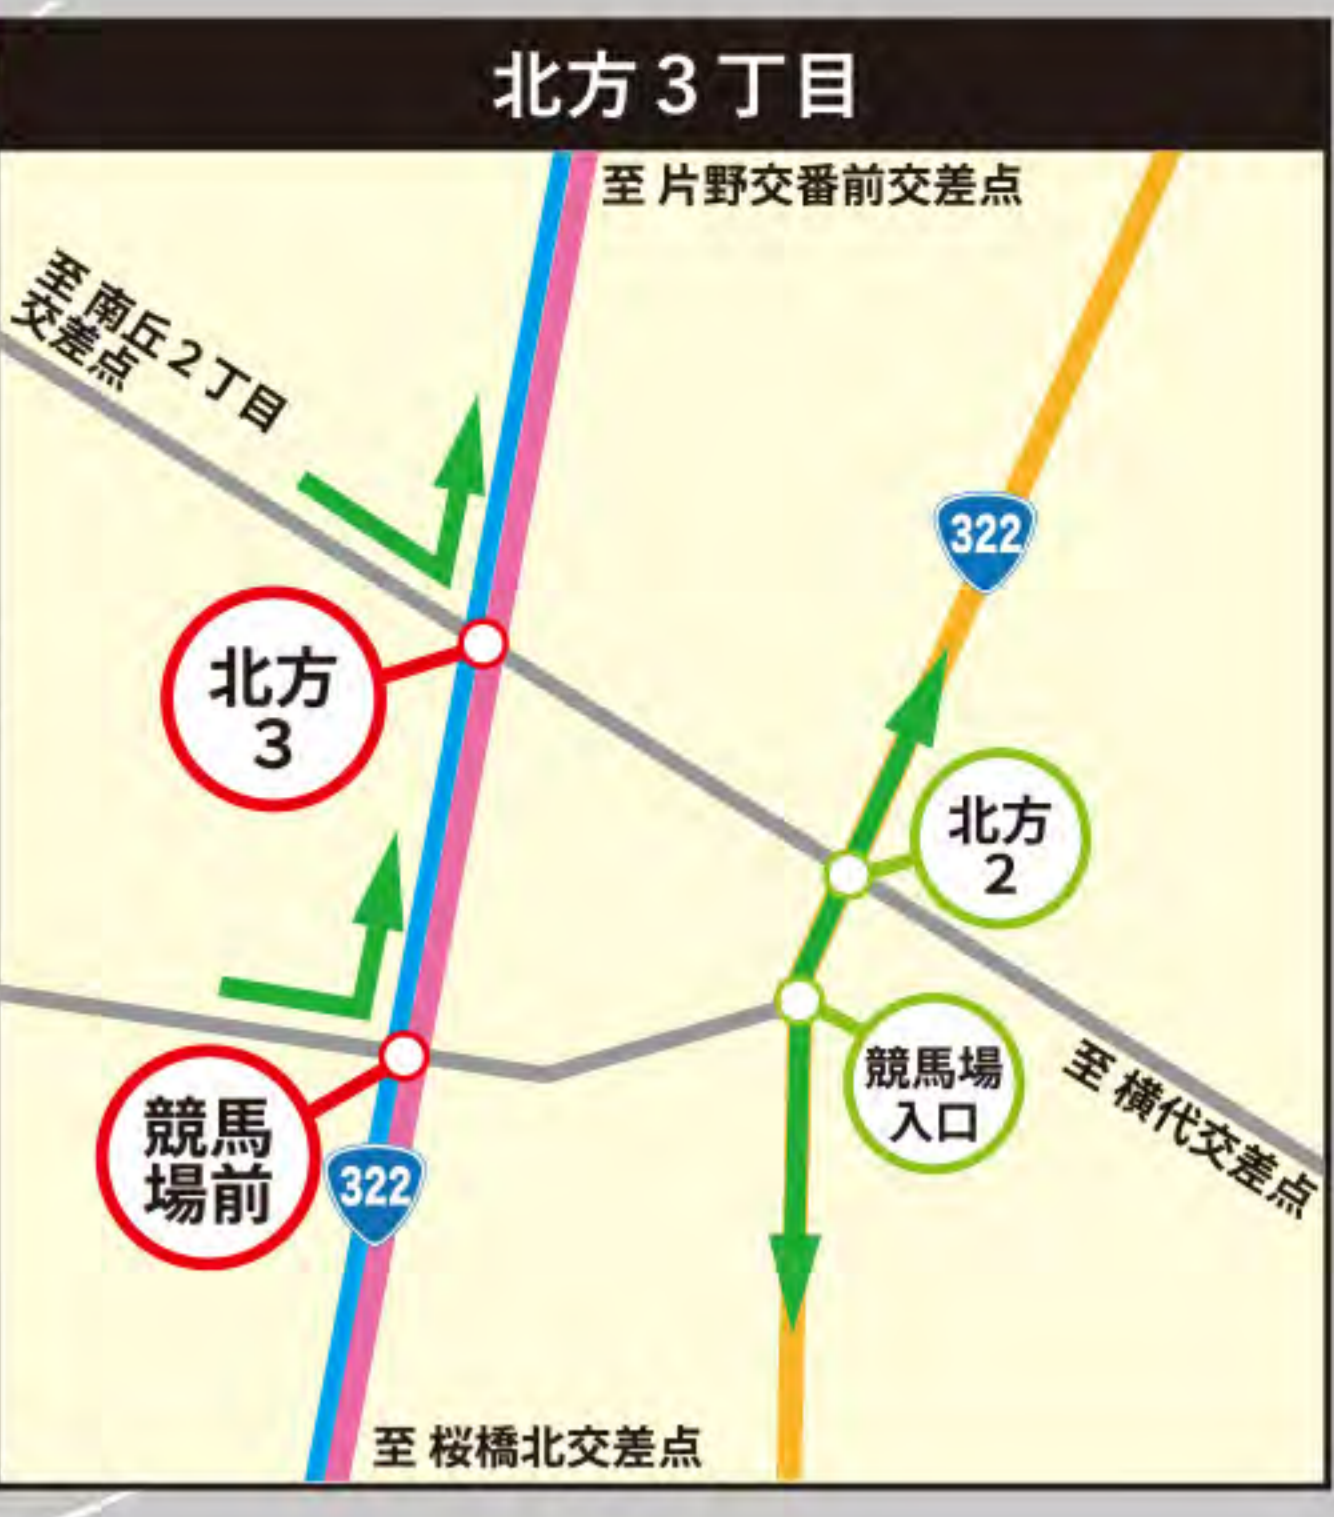 北方3丁目
至 片野交番前交差点
至 南丘2丁目
交差点
322
北方
3
北方
2
競馬場
入口
競馬
場前
322
至 横代交差点
至 桜橋北交差点